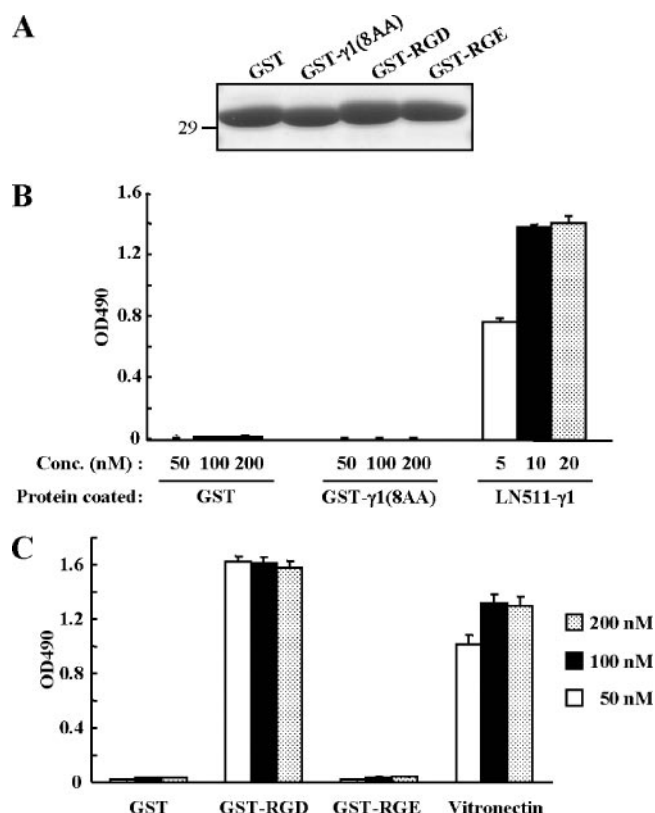 A
GST GST-γ1(8AA) GST-RGD GST-RGE
29
B
1.6
1.2
0.8
0.4
0
OD490
Conc. (nM) : 50 100 200 50 100 200 5 10 20
Protein coated: GST GST-γ1(8AA) LN511-γ1
C
1.6
1.2
0.8
0.4
0
OD490
200 nM
100 nM
50 nM
GST GST-RGD GST-RGE Vitronectin